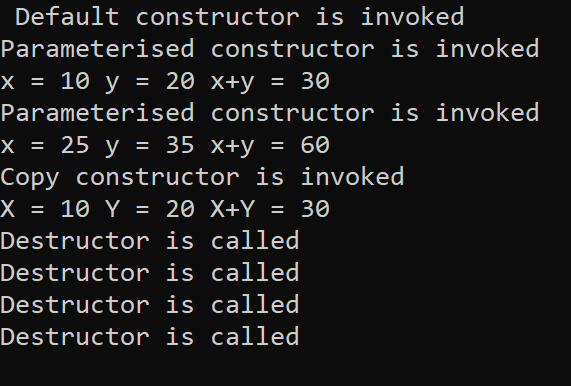 Default constructor is invoked
Parameterised constructor is invoked
x = 10 y = 20 x+y = 30
Parameterised constructor is invoked
x = 25 y = 35 x+y = 60
Copy constructor is invoked
X = 10 Y = 20 X+Y = 30
Destructor is called
Destructor is called
Destructor is called
Destructor is called